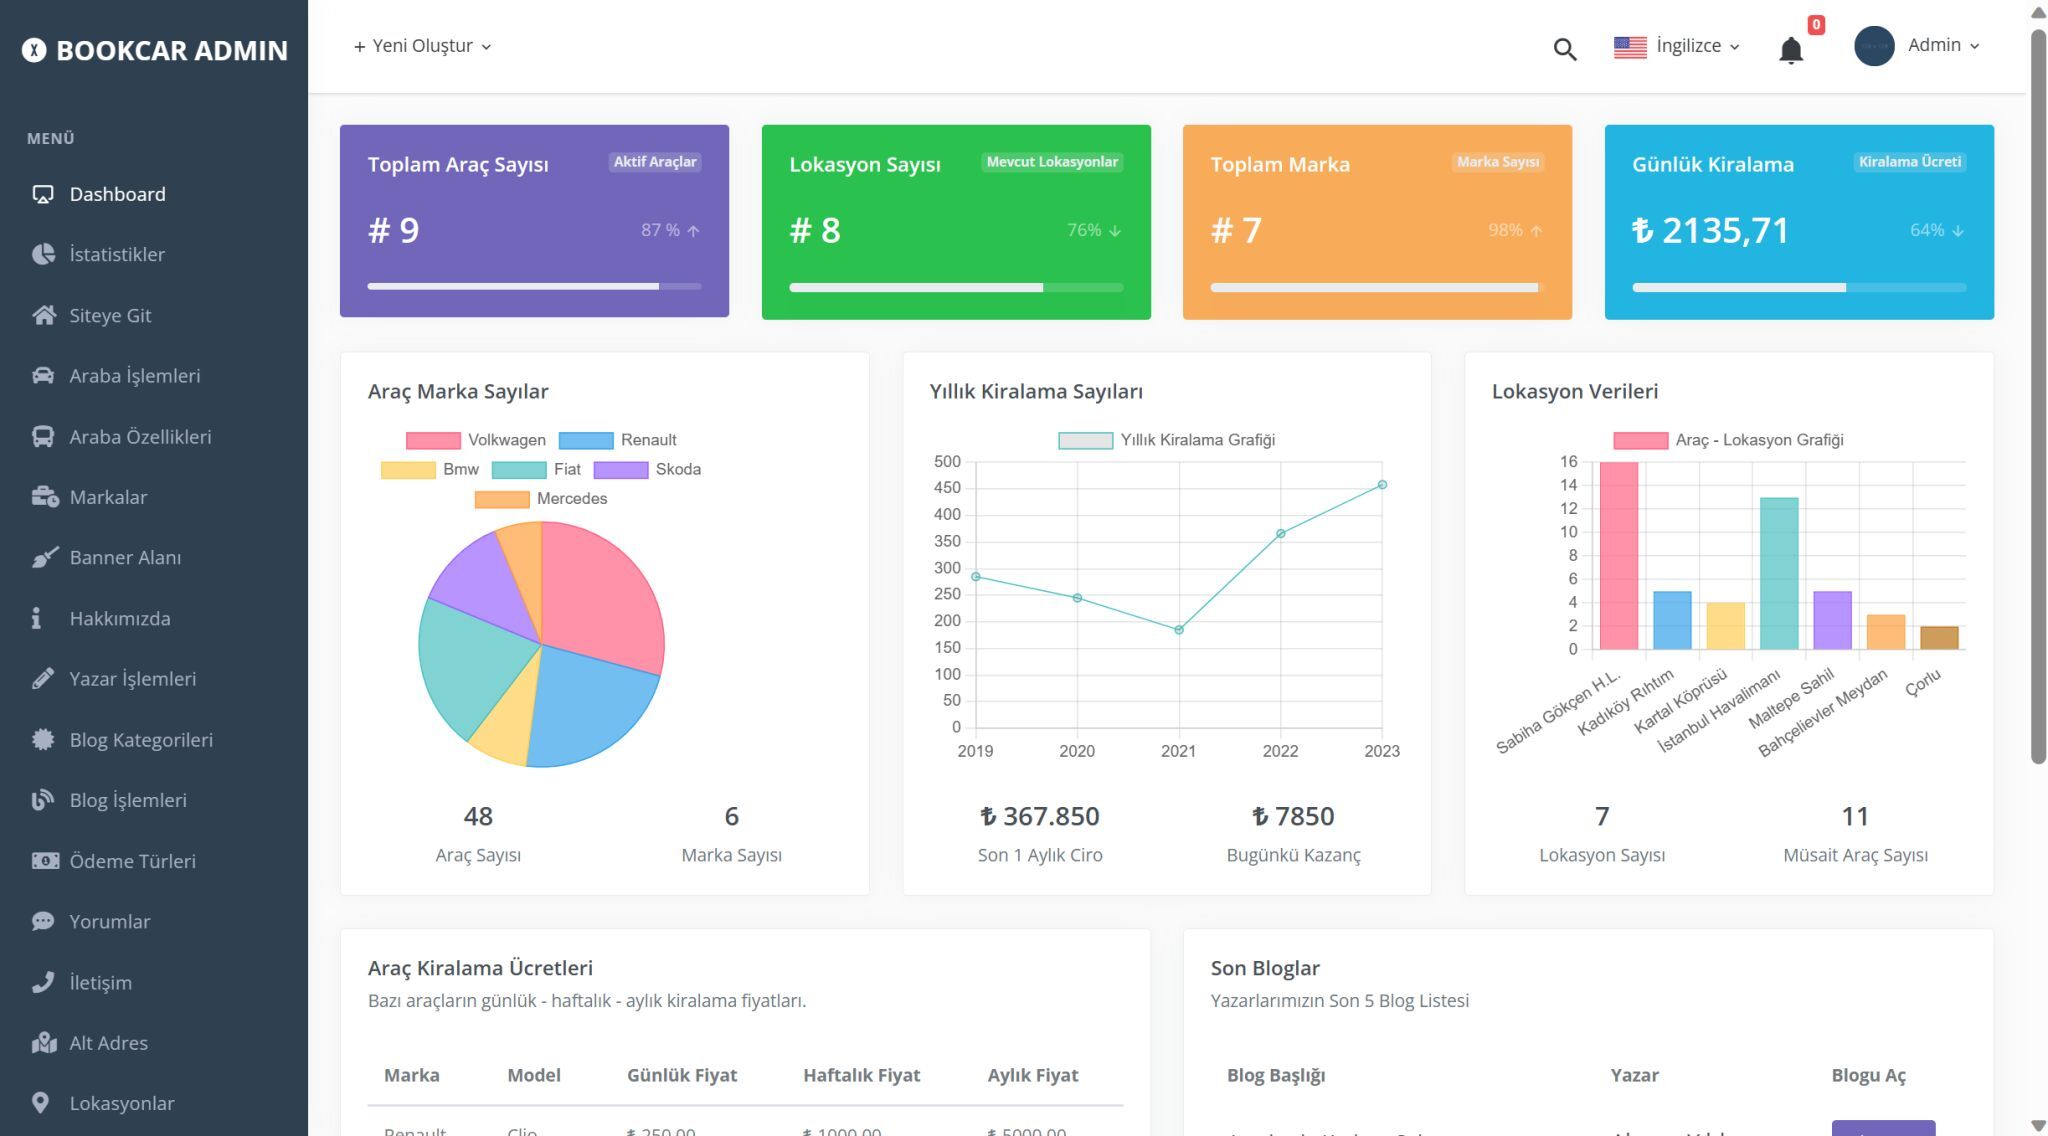 BOOKCAR ADMIN
+ Yeni Oluştur
İngilizce
0
Admin
MENÜ
Dashboard
İstatistikler
Siteye Git
Araba İşlemleri
Araba Özellikleri
Markalar
Banner Alanı
Hakkımızda
Yazar İşlemleri
Blog Kategorileri
Blog İşlemleri
Ödeme Türleri
Yorumlar
İletişim
Alt Adres
Lokasyonlar
Toplam Araç Sayısı Aktif Araçlar
# 9 87 %
Lokasyon Sayısı Mevcut Lokasyonlar
# 8 76%
Toplam Marka Marka Sayısı
# 7 98%
Günlük Kiralama Kiralama Ücreti
₺ 2135,71 64%
Araç Marka Sayılar
Volkwagen Renault
Bmw Fiat Skoda
Mercedes
48 6
Araç Sayısı Marka Sayısı
Yıllık Kiralama Sayıları
Yıllık Kiralama Grafiği
500
450
400
350
300
250
200
150
100
50
0
2019 2020 2021 2022 2023
₺ 367.850 ₺ 7850
Son 1 Aylık Ciro Bugünkü Kazanç
Lokasyon Verileri
Araç - Lokasyon Grafiği
16
14
12
10
8
6
4
2
0
Sabiha Gökçen H.L.
Kadıköy Rıhtım
Kartal Köprüsü
İstanbul Havalimanı
Maltepe Sahil
Bahçelievler Meydan
Çorlu
7 11
Lokasyon Sayısı Müsait Araç Sayısı
Araç Kiralama Ücretleri
Bazı araçların günlük - haftalık - aylık kiralama fiyatları.
Marka Model Günlük Fiyat Haftalık Fiyat Aylık Fiyat
Renault Clio ₺ 250,00 ₺ 1000,00 ₺ 5000,00
Son Bloglar
Yazarlarımızın Son 5 Blog Listesi
Blog Başlığı Yazar Blogu Aç